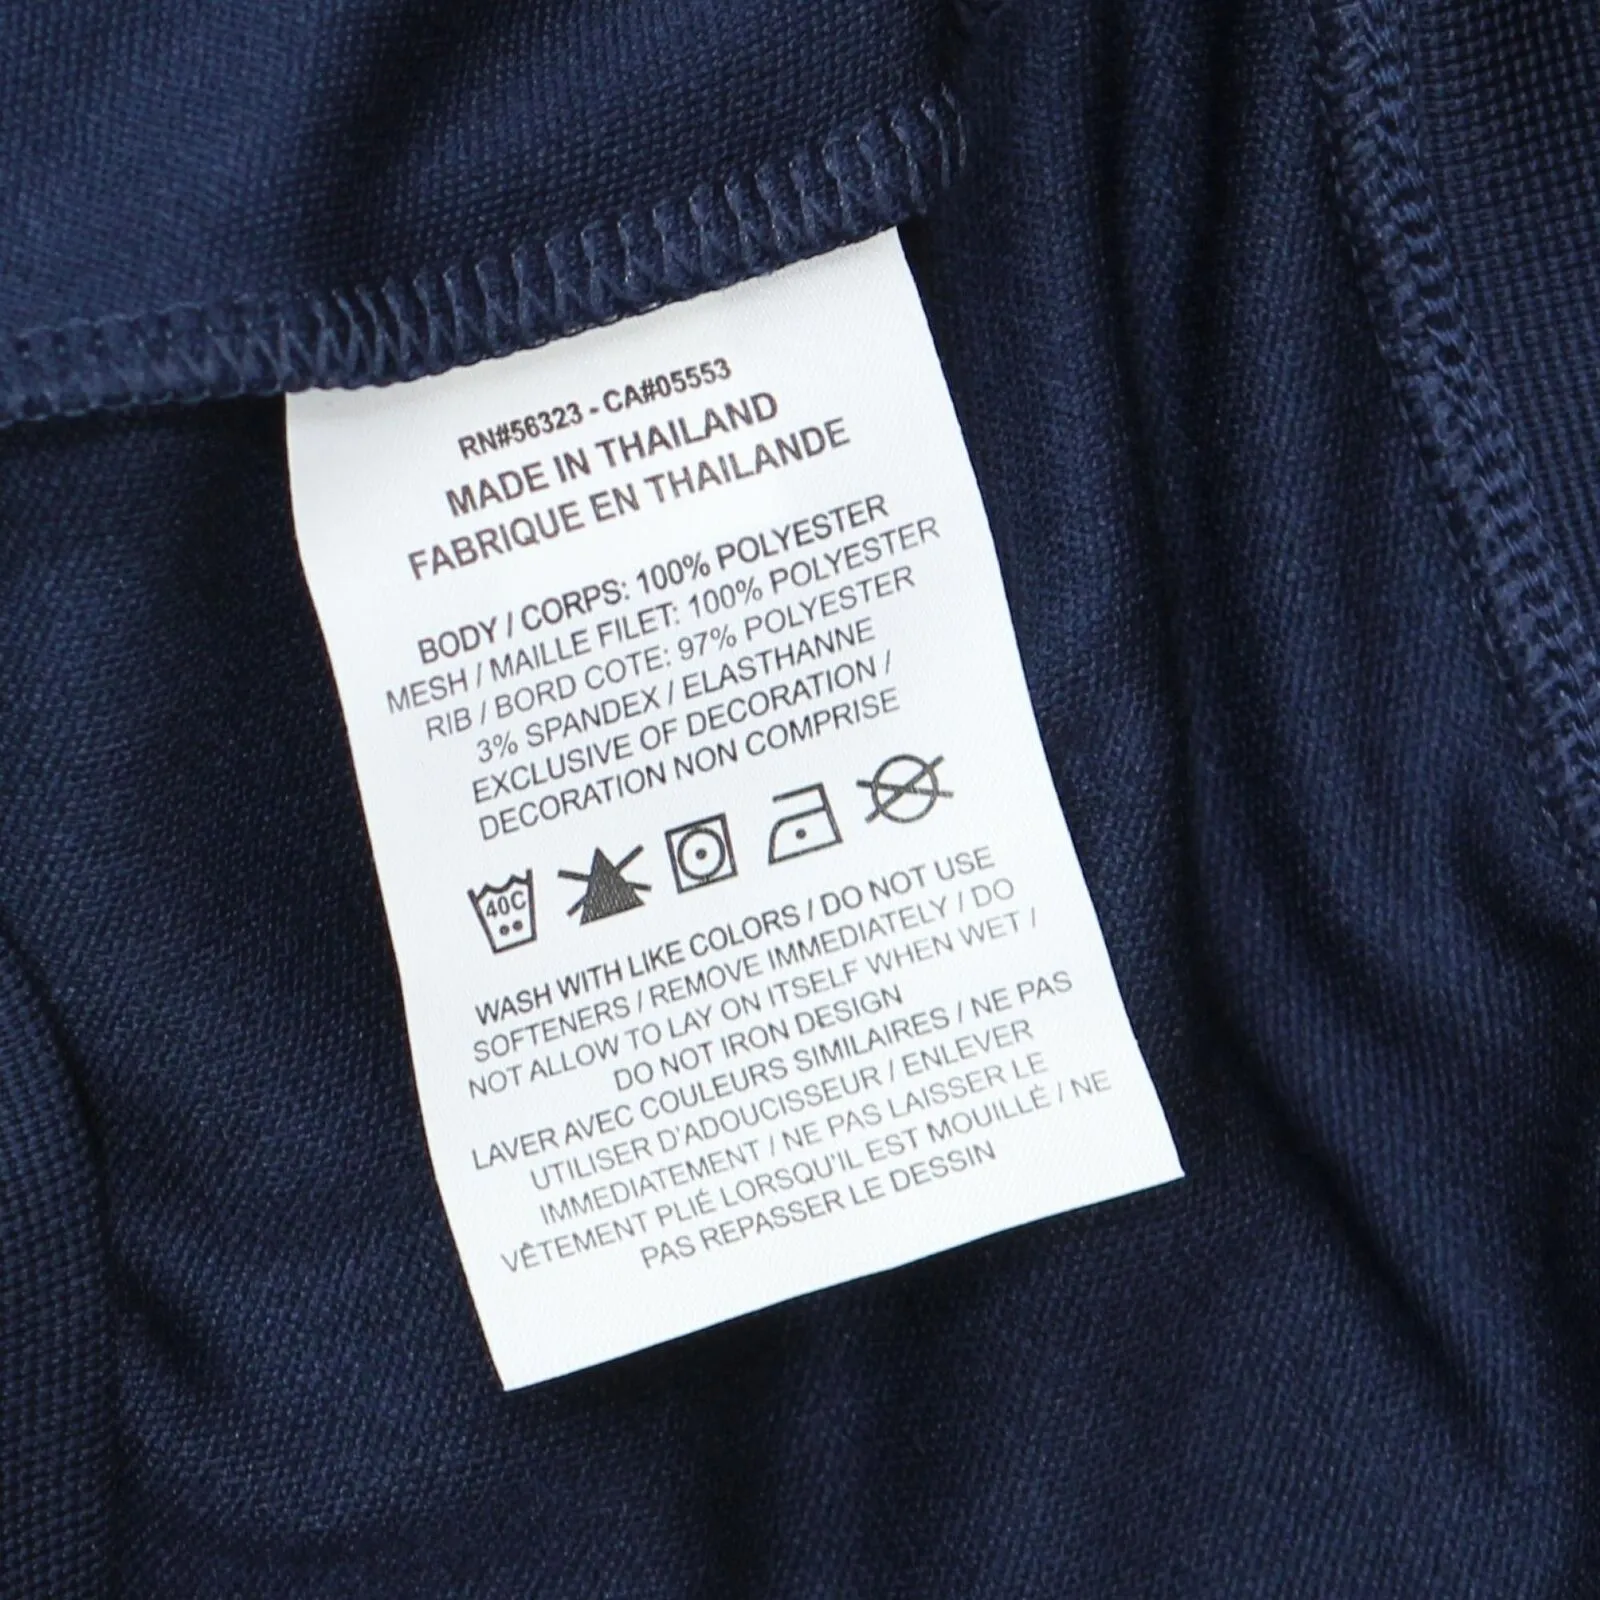 RN#56323 - CA#05553
MADE IN THAILAND
FABRIQUE EN THAILANDE
BODY / CORPS: 100% POLYESTER
MESH / MAILLE FILET: 100% POLYESTER
RIB / BORD COTE: 97% POLYESTER
3% SPANDEX / ELASTHANNE
EXCLUSIVE OF DECORATION /
DECORATION NON COMPRISE
40C
WASH WITH LIKE COLORS / DO NOT USE
SOFTENERS / REMOVE IMMEDIATELY / DO
NOT ALLOW TO LAY ON ITSELF WHEN WET /
DO NOT IRON DESIGN
LAVER AVEC COULEURS SIMILAIRES / NE PAS
UTILISER D'ADOUCISSEUR / ENLEVER
IMMEDIATEMENT / NE PAS LAISSER LE
VÊTEMENT PLIÉ LORSQU'IL EST MOUILLÉ / NE
PAS REPASSER LE DESSIN